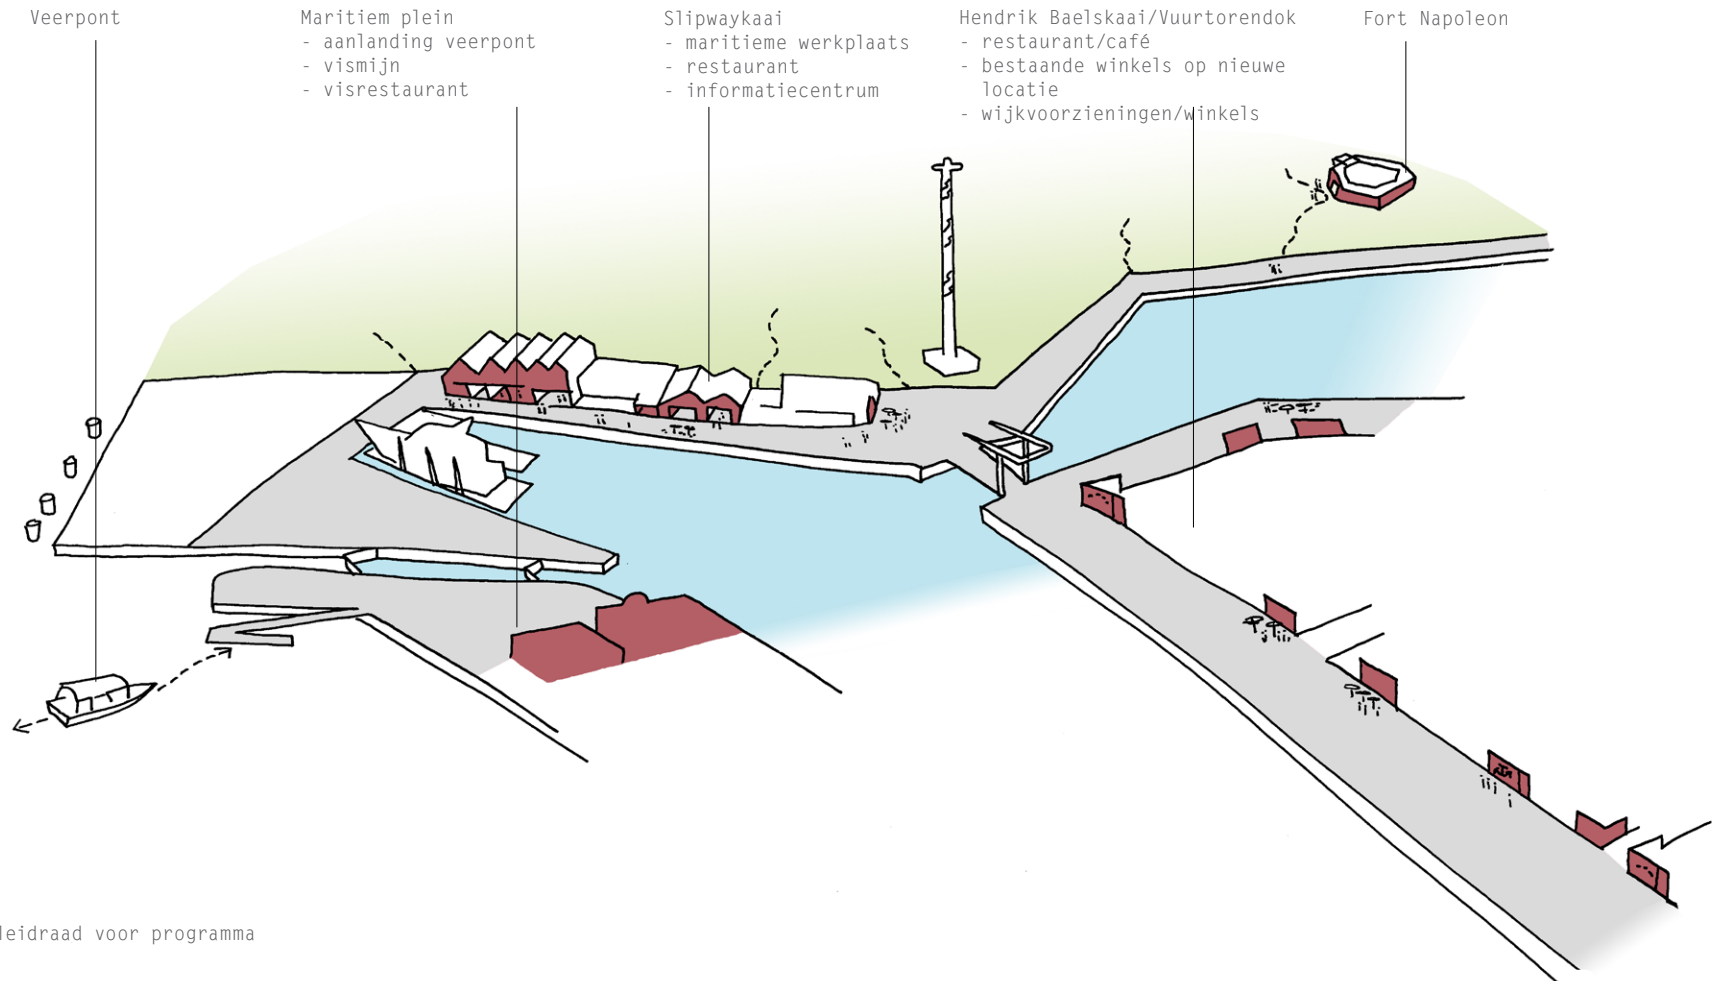 Veerpont
Maritiem plein
- aanlanding veerpont
- vismijn
- visrestaurant
Slipwaykaai
- maritieme werkplaats
- restaurant
- informatiecentrum
Hendrik Baelskaai/Vuurtorendok
- restaurant/café
- bestaande winkels op nieuwe
locatie
- wijkvoorzieningen/winkels
Fort Napoleon
leidraad voor programma